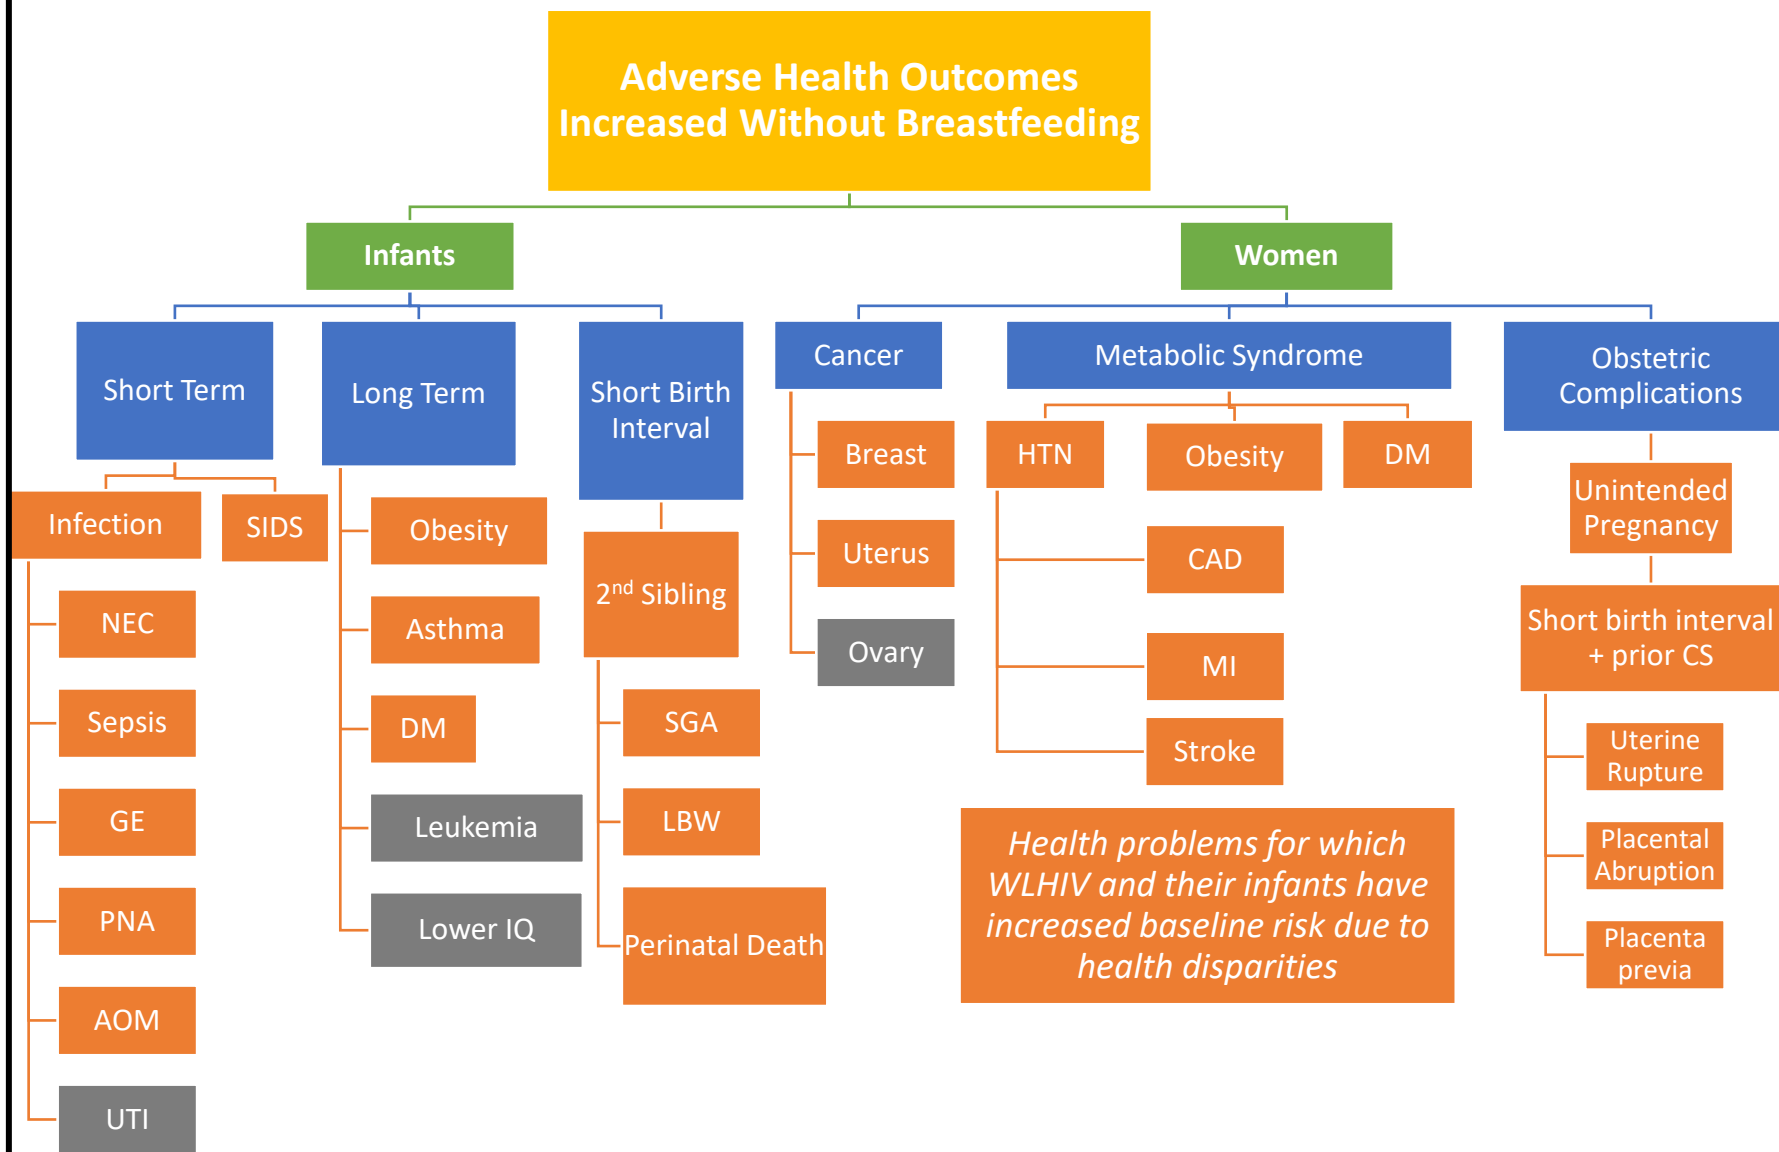 Adverse Health Outcomes
Increased Without Breastfeeding
Infants
Women
Short Term
Long Term
Short Birth
Interval
Cancer
Metabolic Syndrome
Obstetric
Complications
Infection
SIDS
NEC
Sepsis
GE
PNA
AOM
UTI
Obesity
Asthma
DM
Leukemia
Lower IQ
2nd Sibling
SGA
LBW
Perinatal Death
Breast
Uterus
Ovary
HTN
Obesity
DM
CAD
MI
Stroke
Health problems for which
WLHIV and their infants have
increased baseline risk due to
health disparities
Unintended
Pregnancy
Short birth interval
+ prior CS
Uterine
Rupture
Placental
Abruption
Placenta
previa